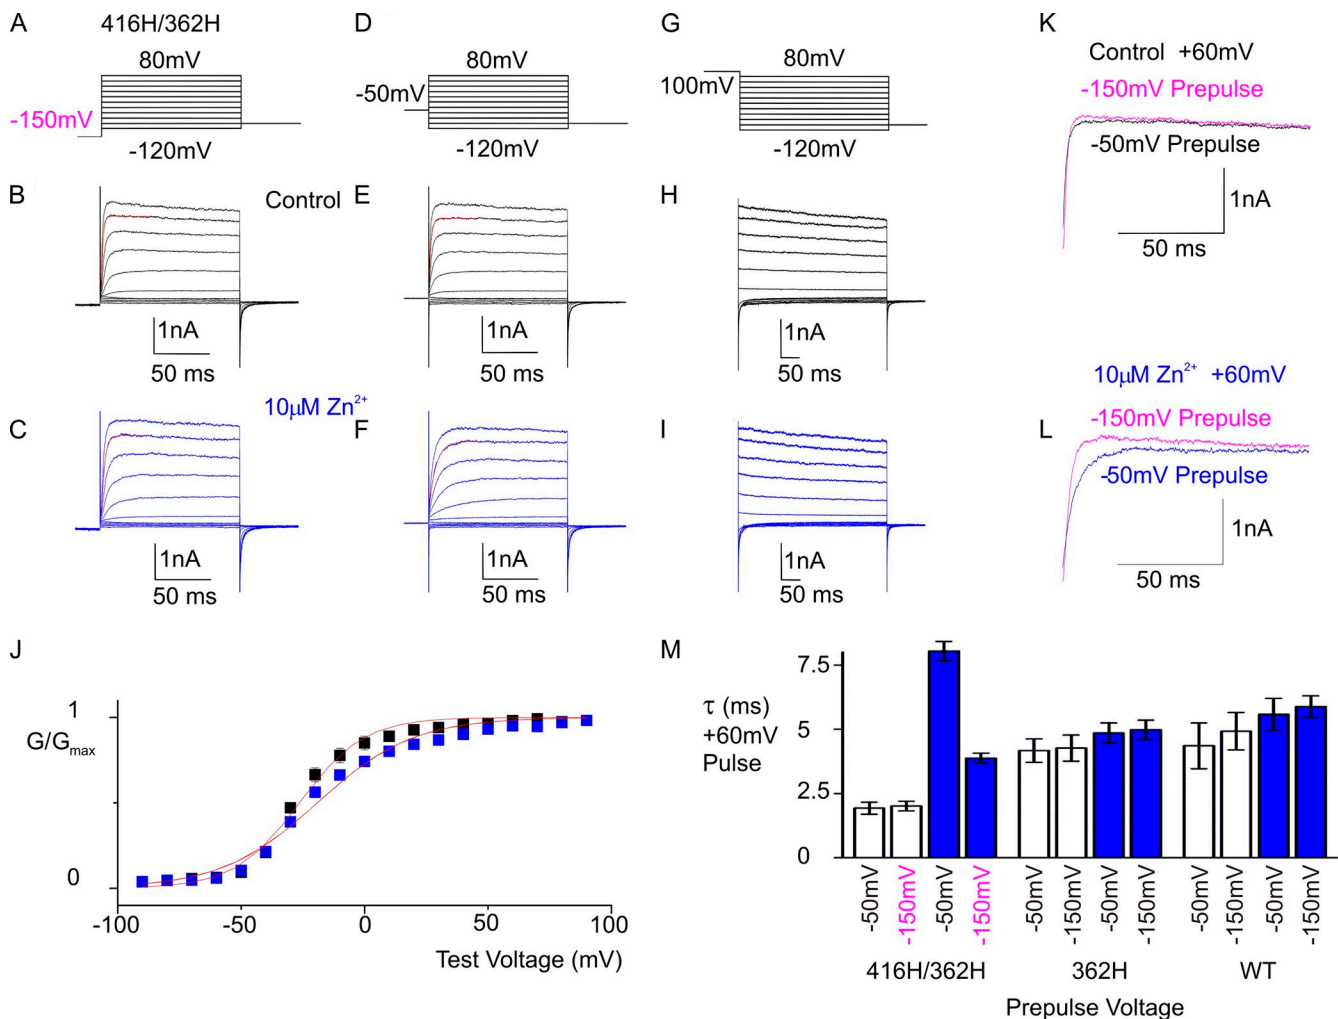 A
416H/362H
80mV
-150mV
-120mV
D
80mV
-50mV
-120mV
G
80mV
100mV
-120mV
K
Control +60mV
-150mV Prepulse
-50mV Prepulse
1nA
50 ms
B
Control
1nA
50 ms
E
1nA
50 ms
H
1nA
50 ms
10µM Zn²⁺
C
1nA
50 ms
F
1nA
50 ms
I
1nA
50 ms
10µM Zn²⁺ +60mV
-150mV Prepulse
L
-50mV Prepulse
1nA
50 ms
J
1
G/Gmax
0
-100
-50
0
50
100
Test Voltage (mV)
M
7.5
τ (ms)
+60mV
Pulse
5
2.5
0
-50mV
-150mV
-50mV
-150mV
-50mV
-150mV
-50mV
-150mV
-50mV
-150mV
-50mV
-150mV
416H/362H
362H
WT
Prepulse Voltage